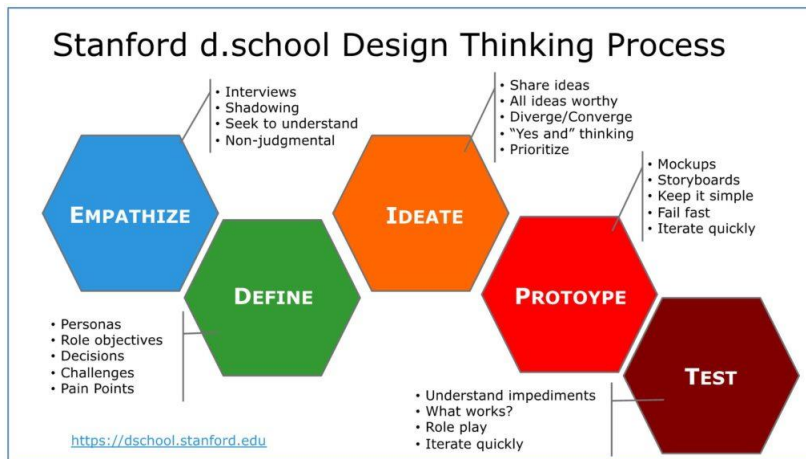 Stanford d.school Design Thinking Process
• Interviews
• Shadowing
• Seek to understand
• Non-judgmental
• Share ideas
• All ideas worthy
• Diverge/Converge
• "Yes and" thinking
• Prioritize
• Mockups
• Storyboards
• Keep it simple
• Fail fast
• Iterate quickly
EMPATHIZE
IDEATE
DEFINE
PROTOYPE
• Personas
• Role objectives
• Decisions
• Challenges
• Pain Points
TEST
• Understand impediments
• What works?
• Role play
• Iterate quickly
https://dschool.stanford.edu